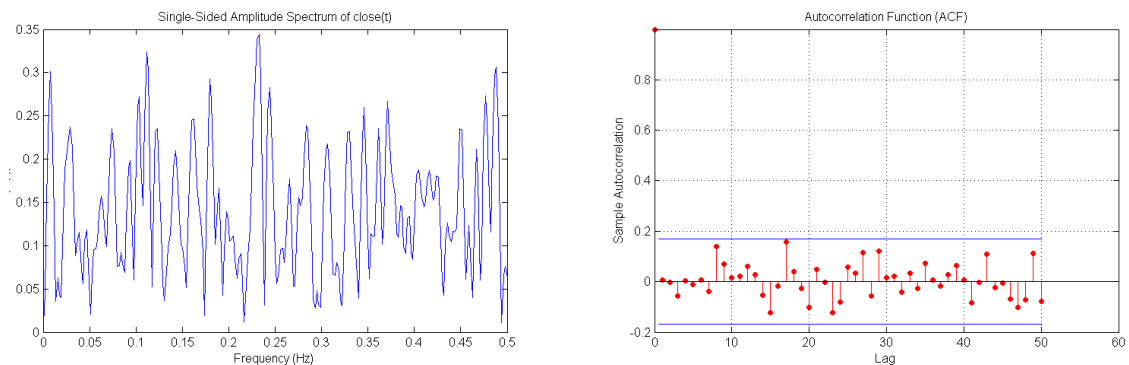 Single-Sided Amplitude Spectrum of close(t)
0.35
0.3
0.25
0.2
0.15
0.1
0.05
0
0 0.05 0.1 0.15 0.2 0.25 0.3 0.35 0.4 0.45 0.5
Frequency (Hz)
Autocorrelation Function (ACF)
0.8
0.6
0.4
0.2
0
-0.2
0 10 20 30 40 50 60
Sample Autocorrelation
Lag